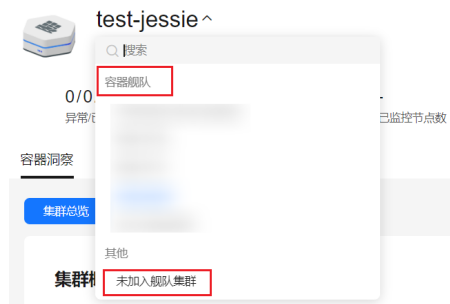 test-jessie
搜索
容器舰队
0/0
异常/
已监控节点数
容器洞察
集群总览
其他
未加入舰队集群
集群